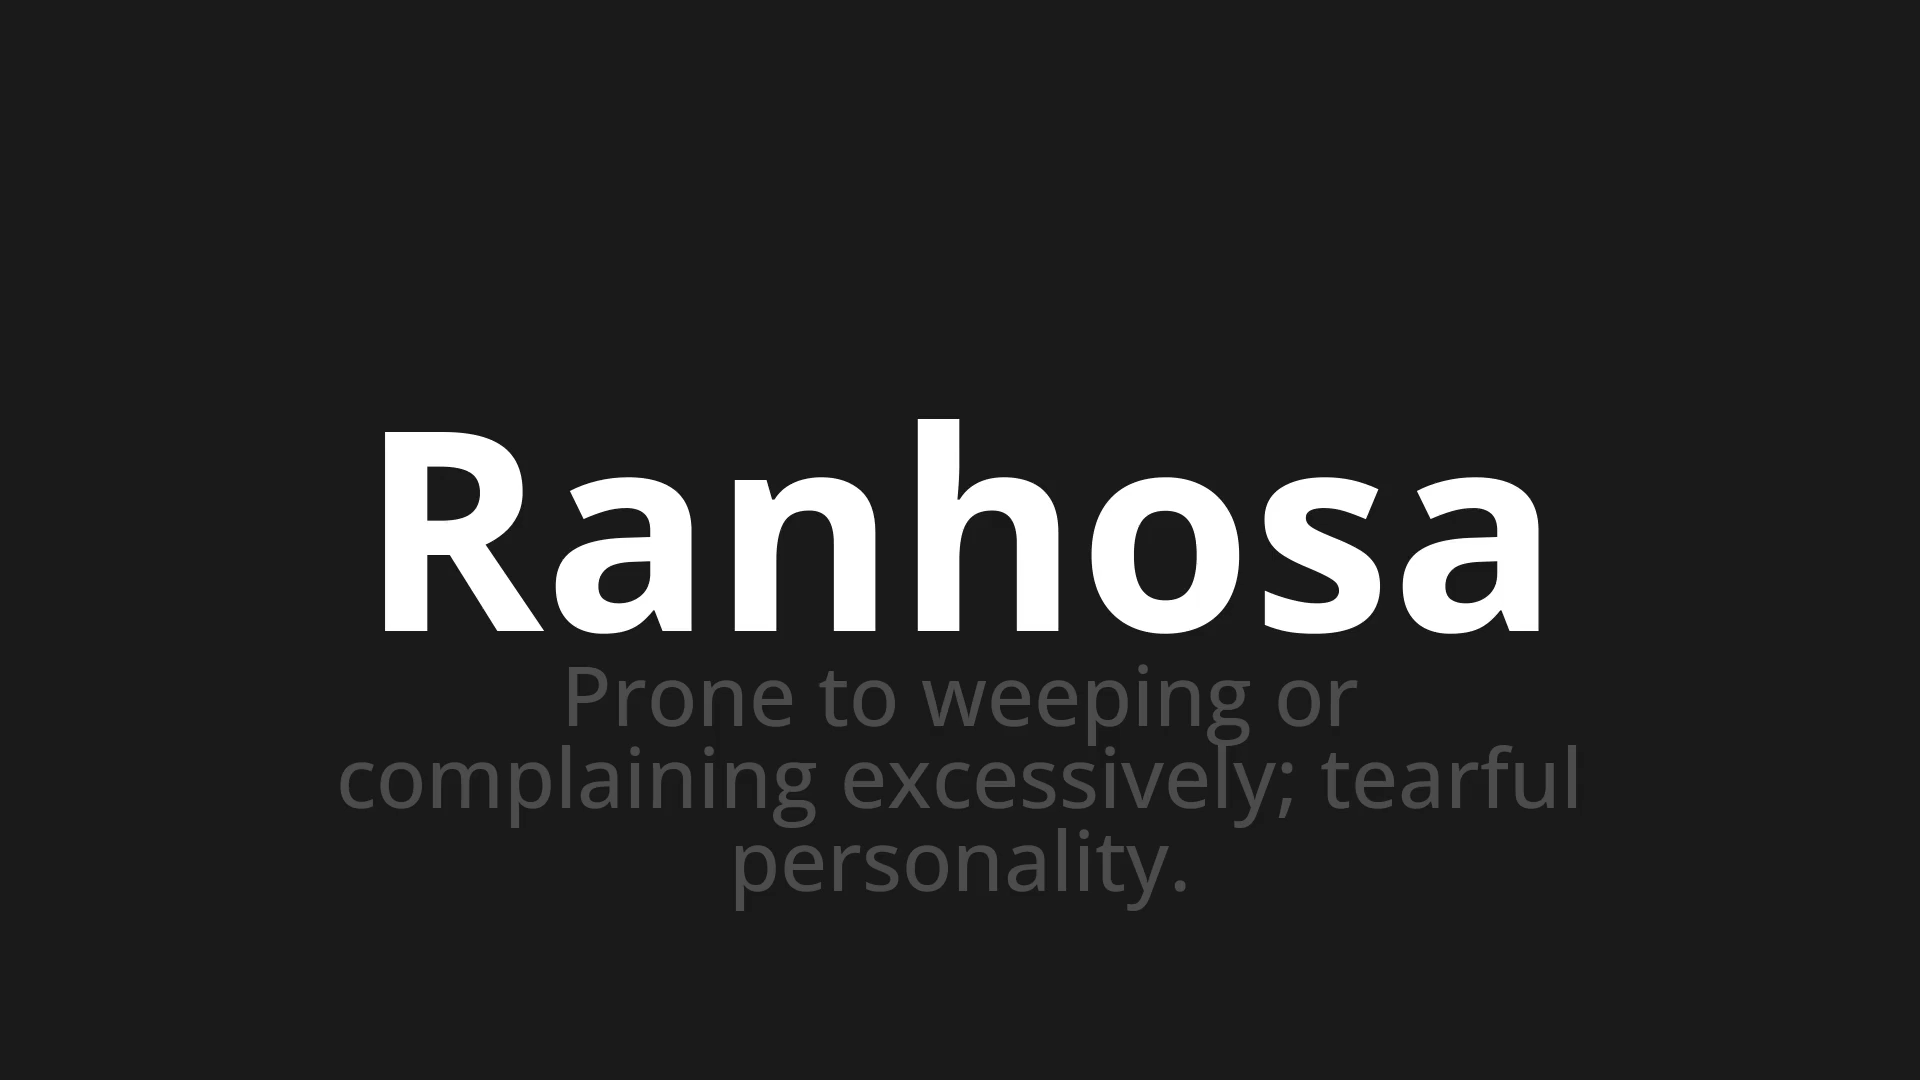 Ranhosa
Prone to weeping or
complaining excessively; tearful
personality.